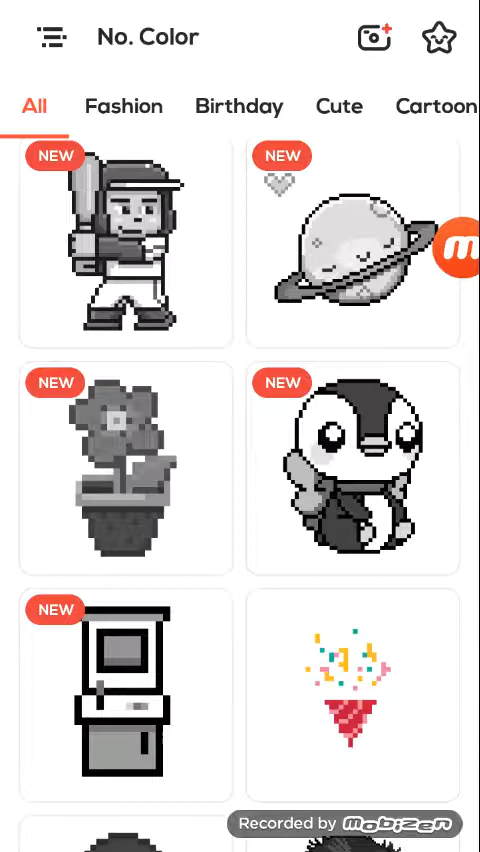 No. Color
All Fashion Birthday Cute Cartoon
NEW NEW
NEW NEW
NEW
Recorded by mobizen